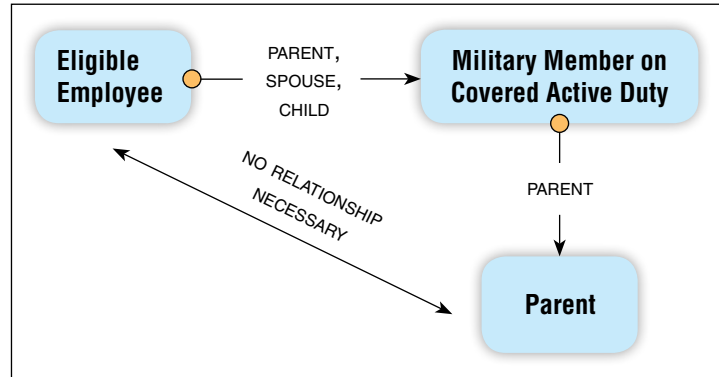 Eligible
Employee
PARENT,
SPOUSE,
CHILD
Military Member on
Covered Active Duty
NO RELATIONSHIP
NECESSARY
PARENT
Parent